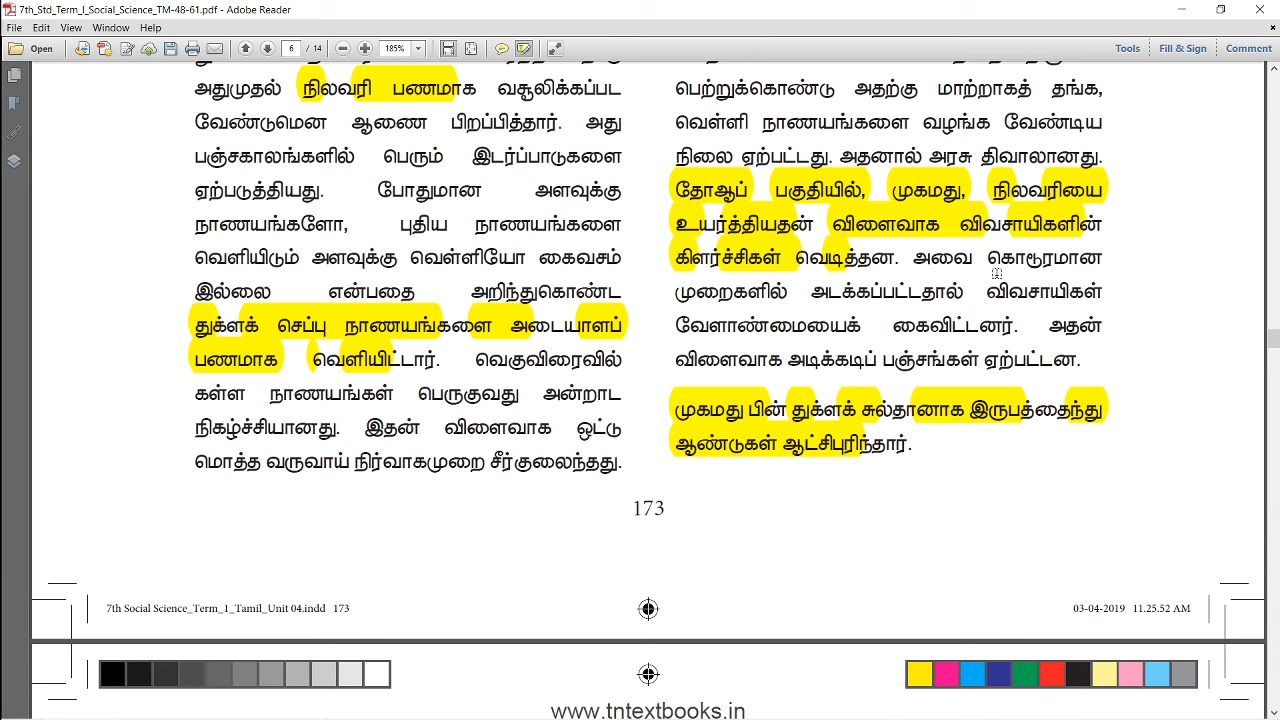 7th_Std_Term_I_Social_Science_TM-48-61.pdf - Adobe Reader
File Edit View Window Help
Open 6 / 14 185% Tools Fill & Sign Comment
அதுமுதல் நிலவரி பணமாக வசூலிக்கப்பட
வேண்டுமென ஆணை பிறப்பித்தார். அது
பஞ்சகாலங்களில் பெரும் இடர்ப்பாடுகளை
ஏற்படுத்தியது. போதுமான அளவுக்கு
நாணயங்களோ, புதிய நாணயங்களை
வெளியிடும் அளவுக்கு வெள்ளியோ கைவசம்
இல்லை என்பதை அறிந்துகொண்ட
துக்ளக் செப்பு நாணயங்களை அடையாளப்
பணமாக வெளியிட்டார். வெகுவிரைவில்
கள்ள நாணயங்கள் பெருகுவது அன்றாட
நிகழ்ச்சியானது. இதன் விளைவாக ஒட்டு
மொத்த வருவாய் நிர்வாகமுறை சீர்குலைந்தது.
பெற்றுக்கொண்டு அதற்கு மாற்றாகத் தங்க,
வெள்ளி நாணயங்களை வழங்க வேண்டிய
நிலை ஏற்பட்டது. அதனால் அரசு திவாலானது.
தோஆப் பகுதியில், முகமது, நிலவரியை
உயர்த்தியதன் விளைவாக விவசாயிகளின்
கிளர்ச்சிகள் வெடித்தன. அவை கொடூரமான
முறைகளில் அடக்கப்பட்டதால் விவசாயிகள்
வேளாண்மையைக் கைவிட்டனர். அதன்
விளைவாக அடிக்கடிப் பஞ்சங்கள் ஏற்பட்டன.
முகமது பின் துக்ளக் சுல்தானாக இருபத்தைந்து
ஆண்டுகள் ஆட்சிபுரிந்தார்.
173
7th Social Science_Term_1_Tamil_Unit 04.indd 173
03-04-2019 11.25.52 AM
www.tntextbooks.in